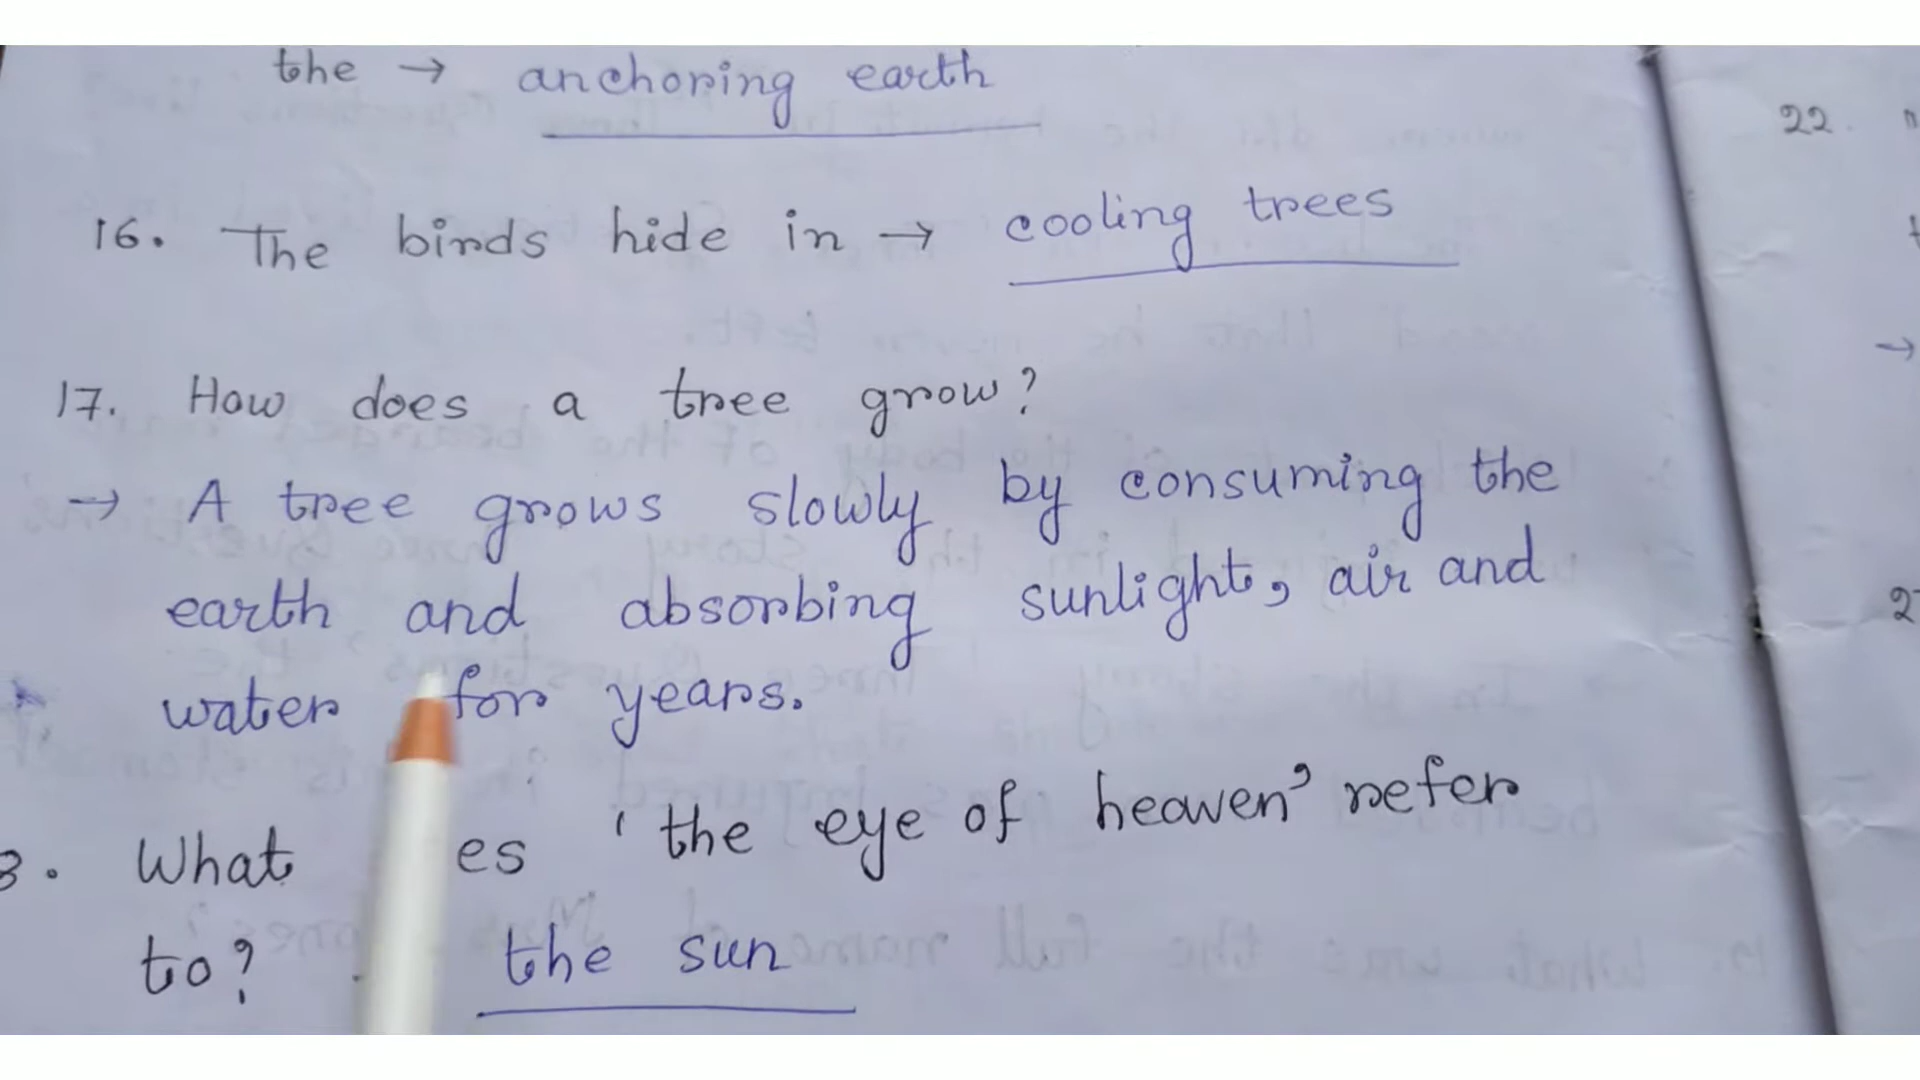 the → anchoring earth
16. The birds hide in → cooling trees
17. How does a tree grow?
→ A tree grows slowly by consuming the
earth and absorbing sunlight, air and
water for years.
What es 'the eye of heaven' refer
to? the sun
22.
→